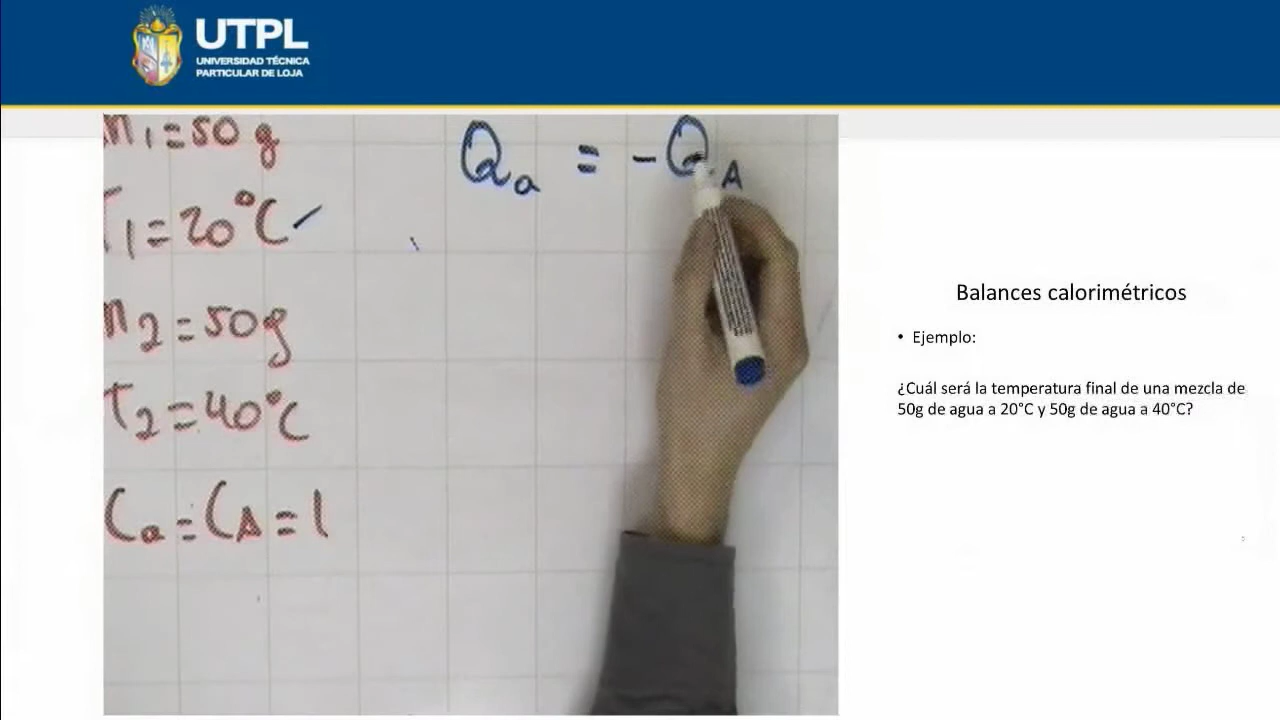 UTPL
UNIVERSIDAD TÉCNICA
PARTICULAR DE LOJA
m1=50g
T1=20°C
m2=50g
T2=40°C
Ca=CA=1
Qa = -QA
Balances calorimétricos
• Ejemplo:
¿Cuál será la temperatura final de una mezcla de
50g de agua a 20°C y 50g de agua a 40°C?